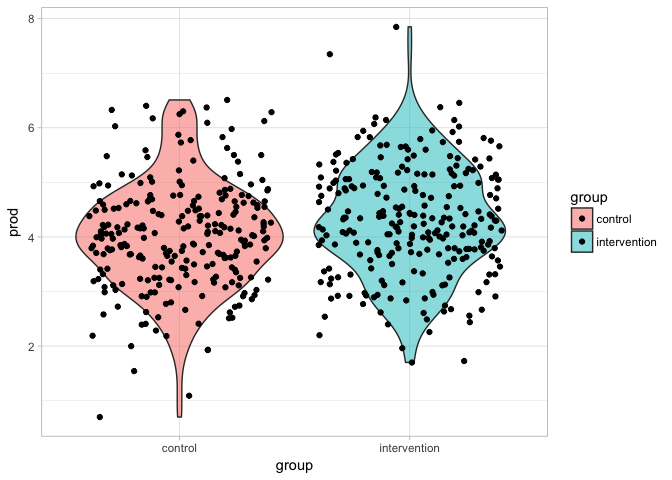 8
6
4
2
prod
control
intervention
group
group
control
intervention